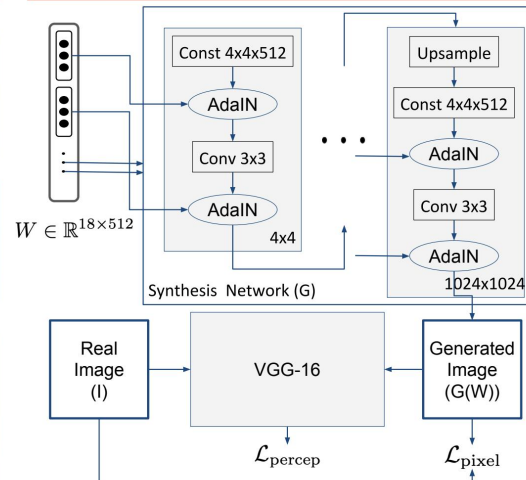 Const 4x4x512
AdaIN
Conv 3x3
AdaIN
4x4
Upsample
Const 4x4x512
AdaIN
Conv 3x3
AdaIN
1024x1024
W ∈ ℝ^{18×512}
Synthesis Network (G)
Real
Image
(I)
VGG-16
Generated
Image
(G(W))
ℒ_percep
ℒ_pixel